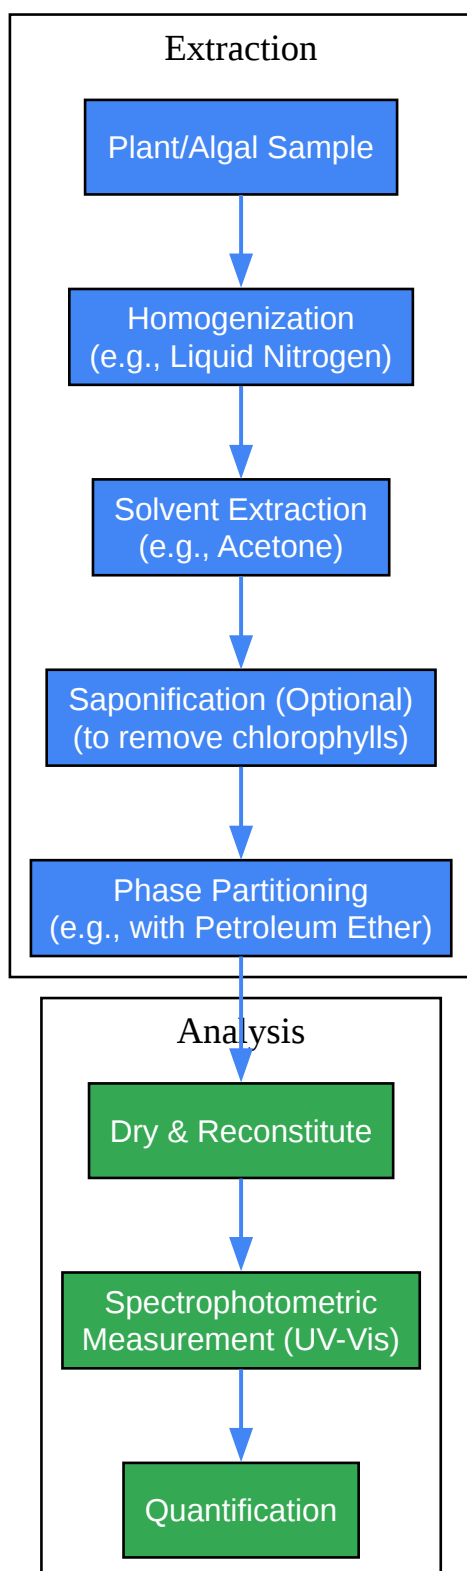 Extraction
Plant/Algal Sample
Homogenization
(e.g., Liquid Nitrogen)
Solvent Extraction
(e.g., Acetone)
Saponification (Optional)
(to remove chlorophylls)
Phase Partitioning
(e.g., with Petroleum Ether)
Analysis
Dry & Reconstitute
Spectrophotometric
Measurement (UV-Vis)
Quantification